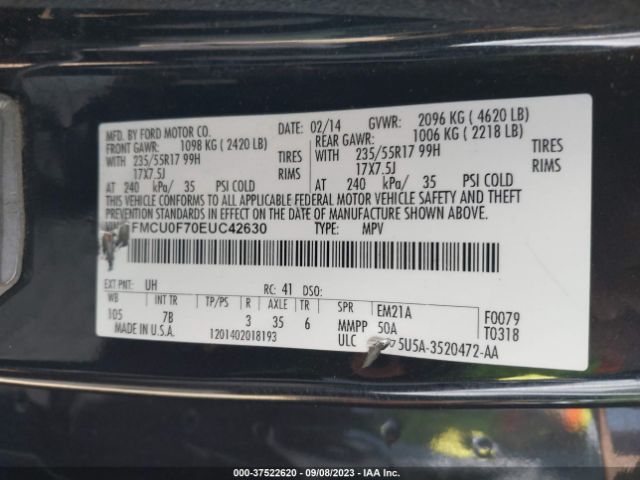 MFD. BY FORD MOTOR CO.
DATE: 02/14 GVWR: 2096 KG ( 4620 LB)
FRONT GAWR: 1098 KG ( 2420 LB)
REAR GAWR: 1006 KG ( 2218 LB)
WITH 235/55R17 99H TIRES
WITH 235/55R17 99H TIRES
17X7.5J RIMS
17X7.5J RIMS
AT 240 kPa/ 35 PSI COLD
AT 240 kPa/ 35 PSI COLD
THIS VEHICLE CONFORMS TO ALL APPLICABLE FEDERAL MOTOR VEHICLE SAFETY AND THEFT
PREVENTION STANDARDS IN EFFECT ON THE DATE OF MANUFACTURE SHOWN ABOVE.
FMCU0F70EUC42630 TYPE: MPV
EXT PNT: UH RC: 41 DSO:
WB INT TR TP/PS R AXLE TR SPR EM21A F0079
105 7B 3 35 6 MMPP 50A T0318
MADE IN U.S.A. 1201402018193 ULC 5U5A-3520472-AA
000-37522620 - 09/08/2023 - IAA Inc.